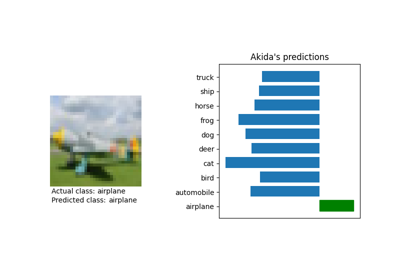 Akida's predictions
truck
ship
horse
frog
dog
deer
cat
bird
automobile
airplane
Actual class: airplane
Predicted class: airplane